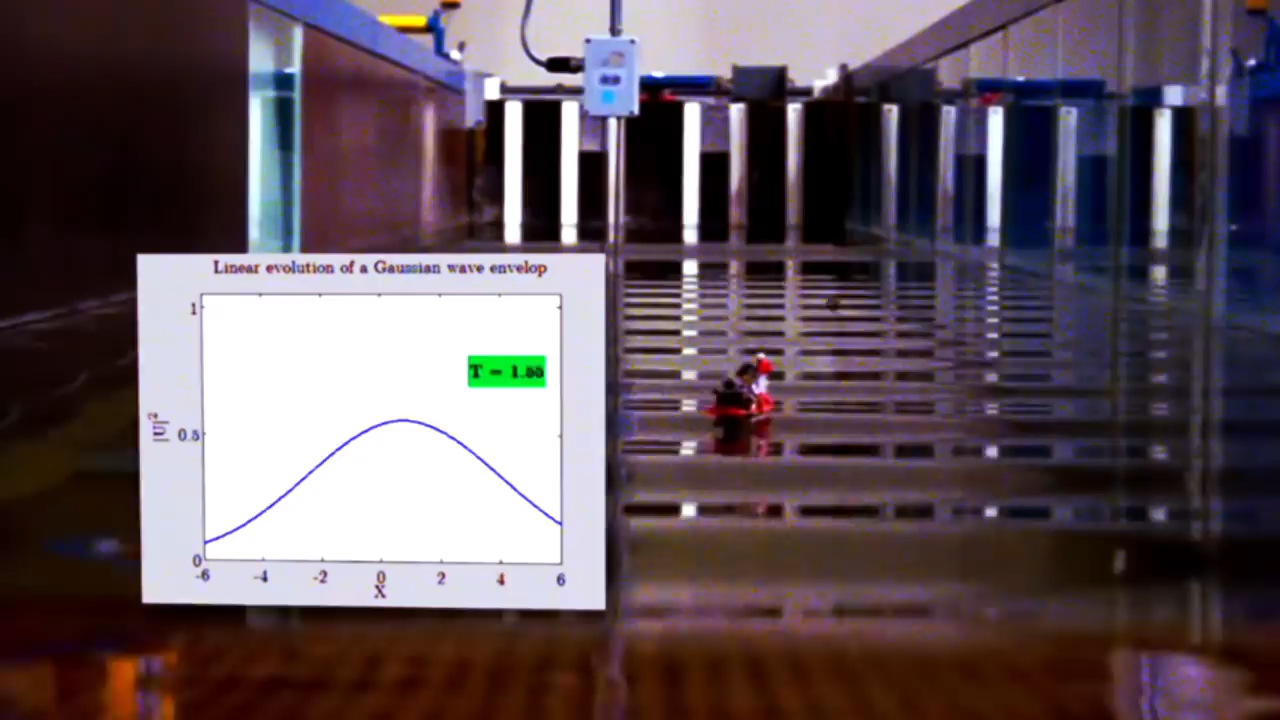 Linear evolution of a Gaussian wave envelop
1
T = 1.55
|U|²
0.5
0
-6 -4 -2 0 2 4 6
X